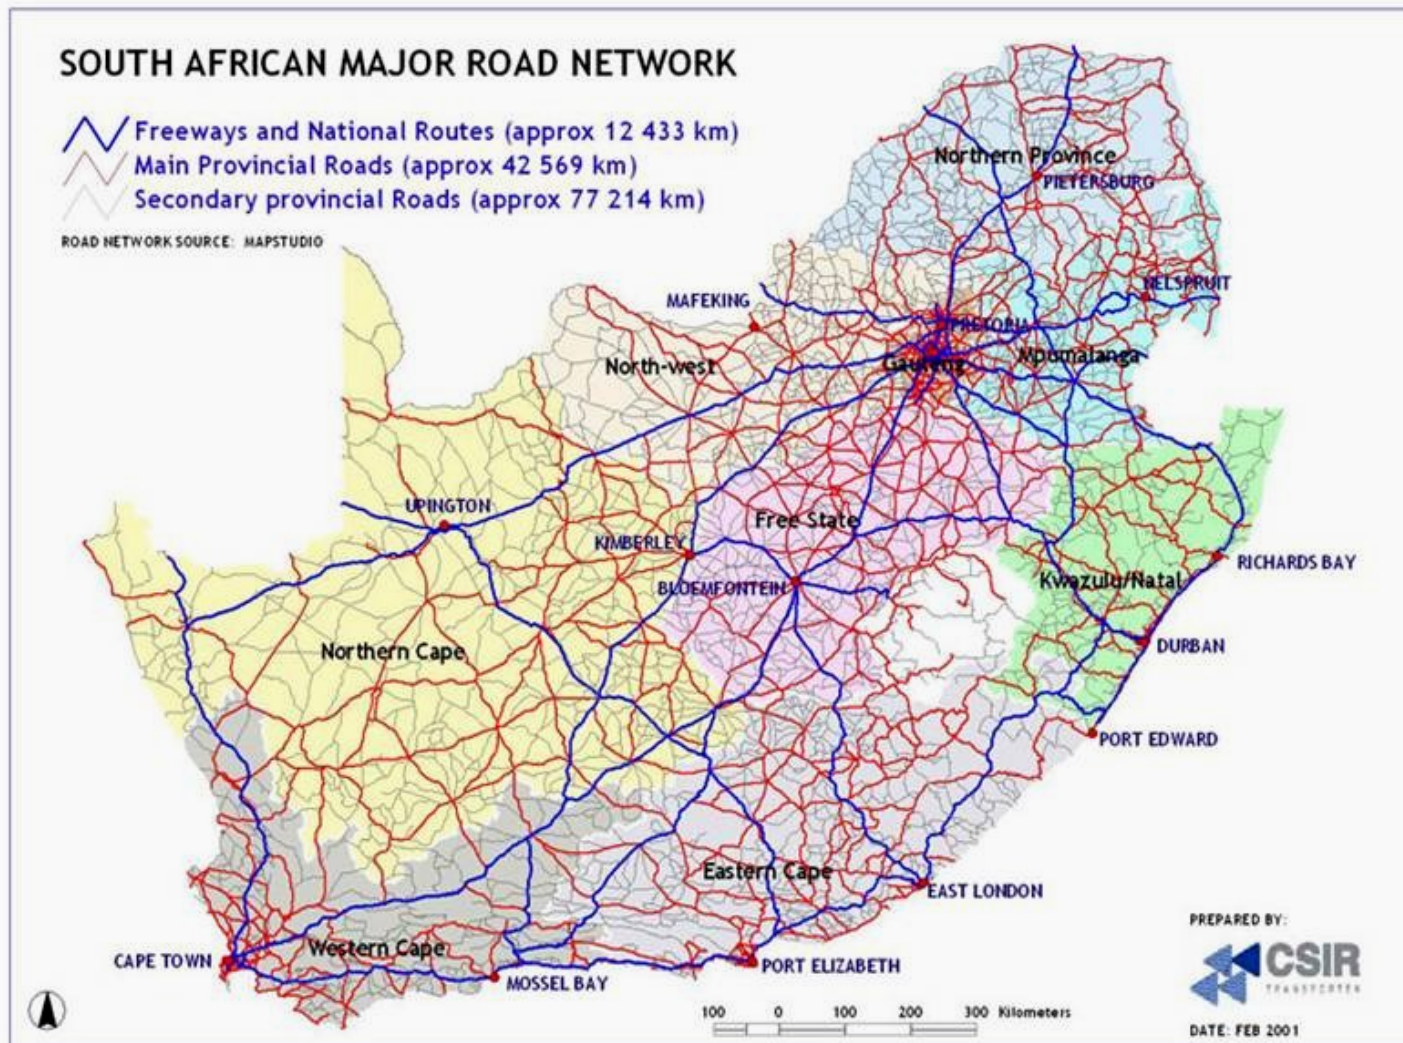 SOUTH AFRICAN MAJOR ROAD NETWORK
Freeways and National Routes (approx 12 433 km)
Main Provincial Roads (approx 42 569 km)
Secondary provincial Roads (approx 77 214 km)
ROAD NETWORK SOURCE: MAPSTUDIO
Northern Province
PIETERSBURG
NELSPRUIT
MAFEKING
PRETORIA
Mpumalanga
Gauteng
North-west
UPINGTON
Free State
KIMBERLEY
RICHARDS BAY
BLOEMFONTEIN
Kwazulu/Natal
Northern Cape
DURBAN
PORT EDWARD
Eastern Cape
EAST LONDON
Western Cape
CAPE TOWN
PORT ELIZABETH
MOSSEL BAY
PREPARED BY:
CSIR
100 0 100 200 300 Kilometers
DATE: FEB 2001